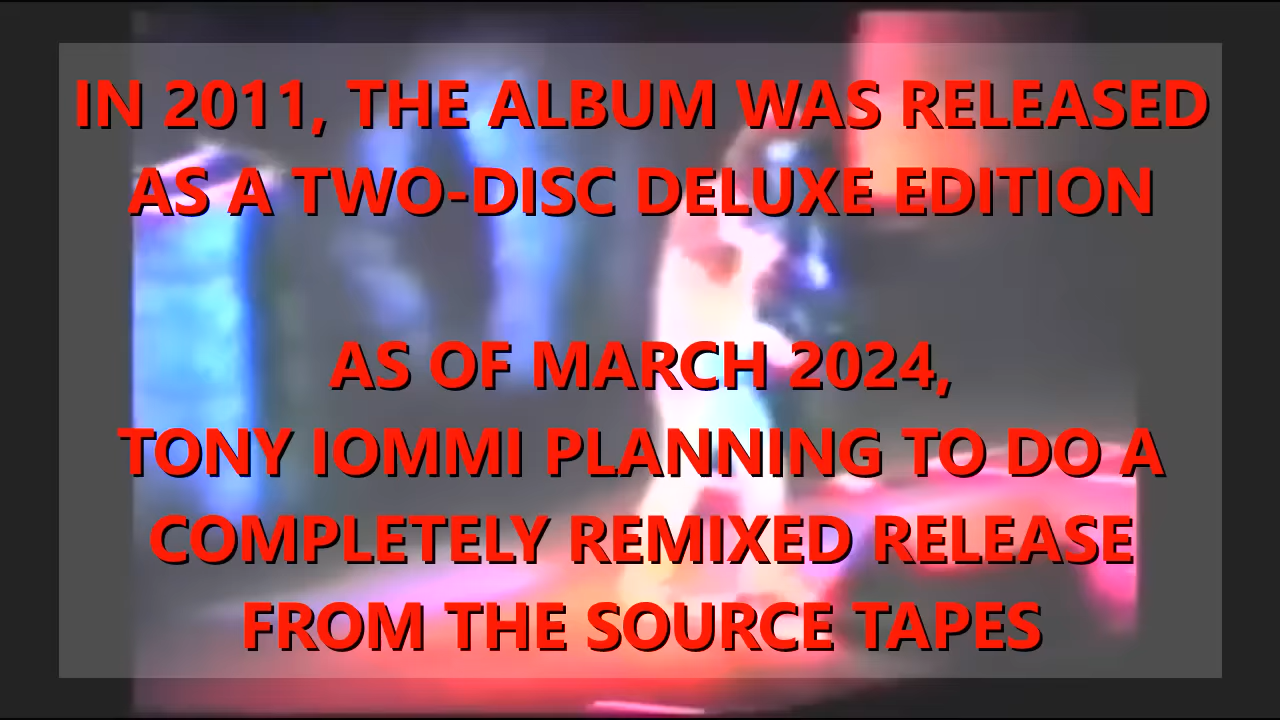 IN 2011, THE ALBUM WAS RELEASED
AS A TWO-DISC DELUXE EDITION
AS OF MARCH 2024,
TONY IOMMI PLANNING TO DO A
COMPLETELY REMIXED RELEASE
FROM THE SOURCE TAPES